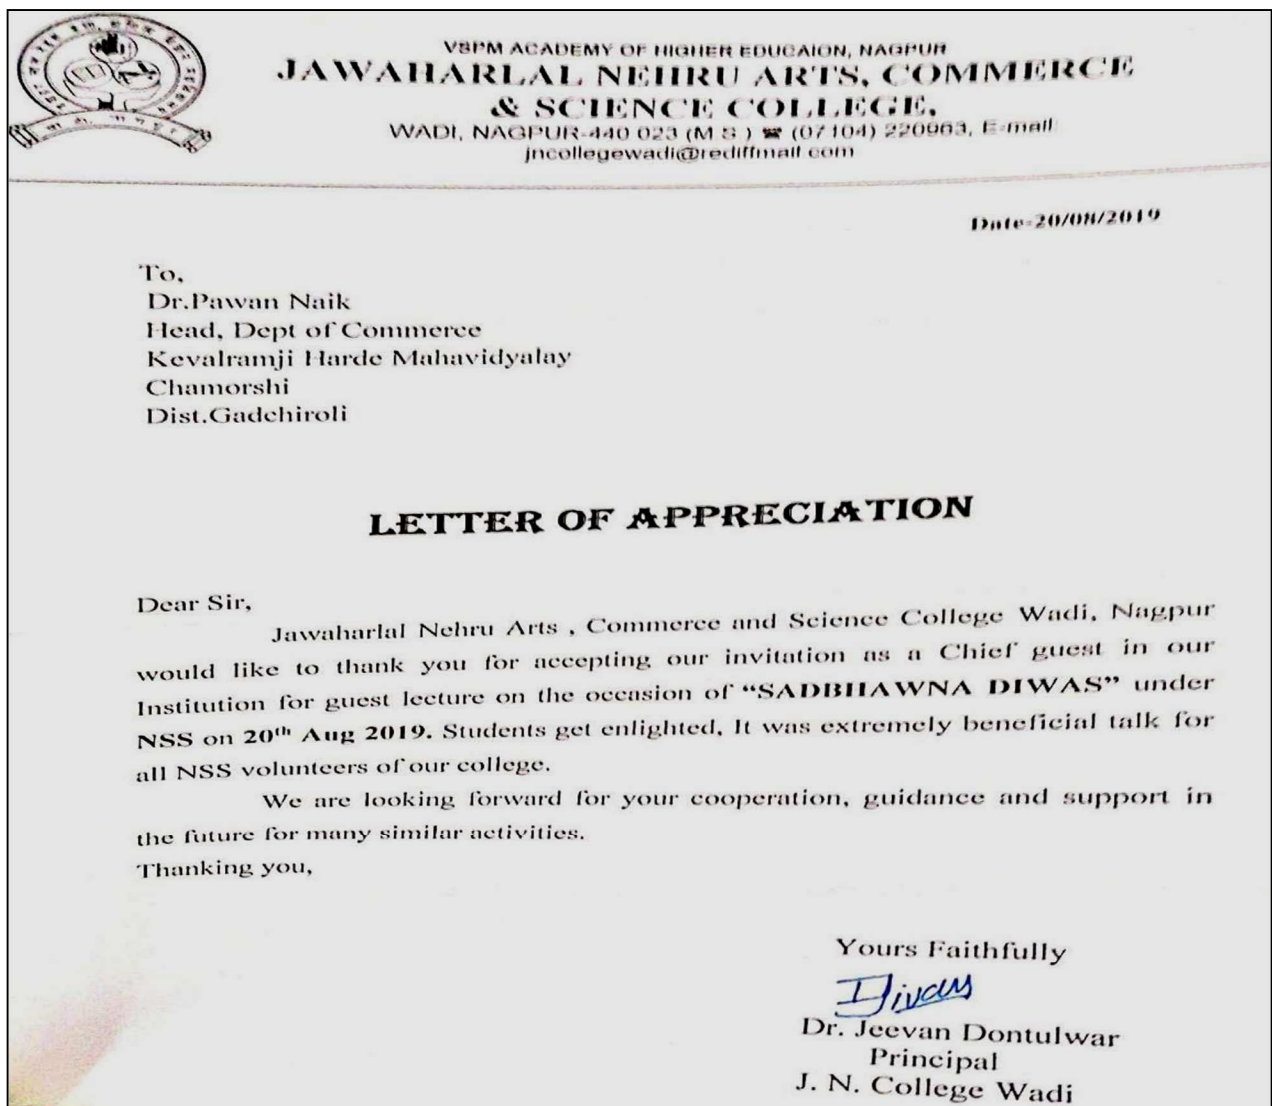 VSPM ACADEMY OF HIGHER EDUCAION, NAGPUR
JAWAHARLAL NEHRU ARTS, COMMERCE
& SCIENCE COLLEGE,
WADI, NAGPUR-440 023 (M S ) ☎ (07104) 220963, E-mail
jncollegewadi@rediffmail.com
Date-20/08/2019
To,
Dr.Pawan Naik
Head, Dept of Commerce
Kevalramji Harde Mahavidyalay
Chamorshi
Dist.Gadchiroli
LETTER OF APPRECIATION
Dear Sir,
Jawaharlal Nehru Arts , Commerce and Science College Wadi, Nagpur
would like to thank you for accepting our invitation as a Chief guest in our
Institution for guest lecture on the occasion of “SADBHAWNA DIWAS” under
NSS on 20th Aug 2019. Students get enlighted, It was extremely beneficial talk for
all NSS volunteers of our college.
We are looking forward for your cooperation, guidance and support in
the future for many similar activities.
Thanking you,
Yours Faithfully
Dr. Jeevan Dontulwar
Principal
J. N. College Wadi